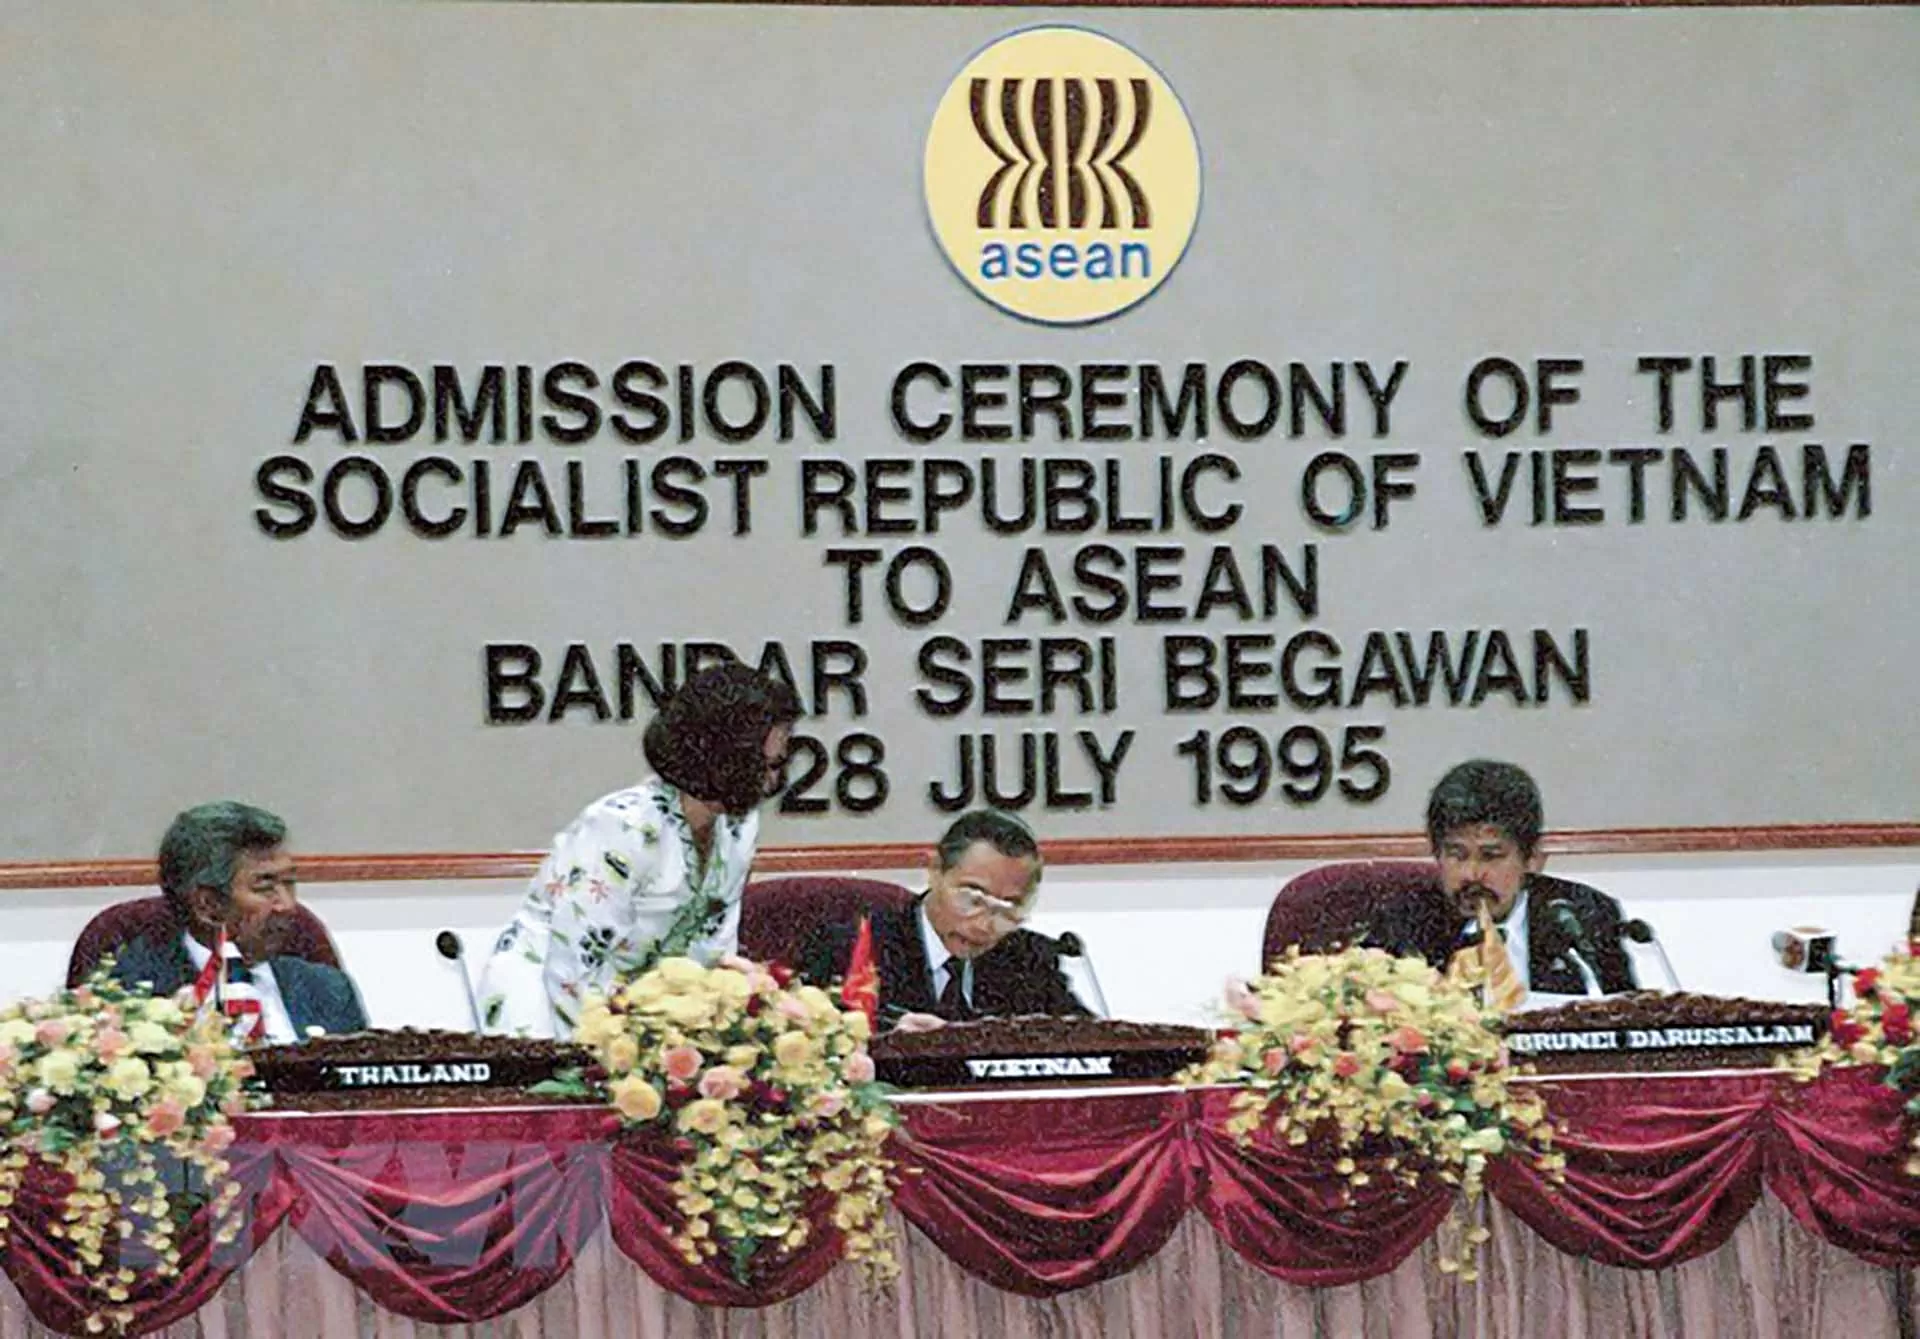 asean
ADMISSION CEREMONY OF THE
SOCIALIST REPUBLIC OF VIETNAM
TO ASEAN
BANDAR SERI BEGAWAN
28 JULY 1995
THAILAND
VIETNAM
BRUNEI DARUSSALAM
TTXVN